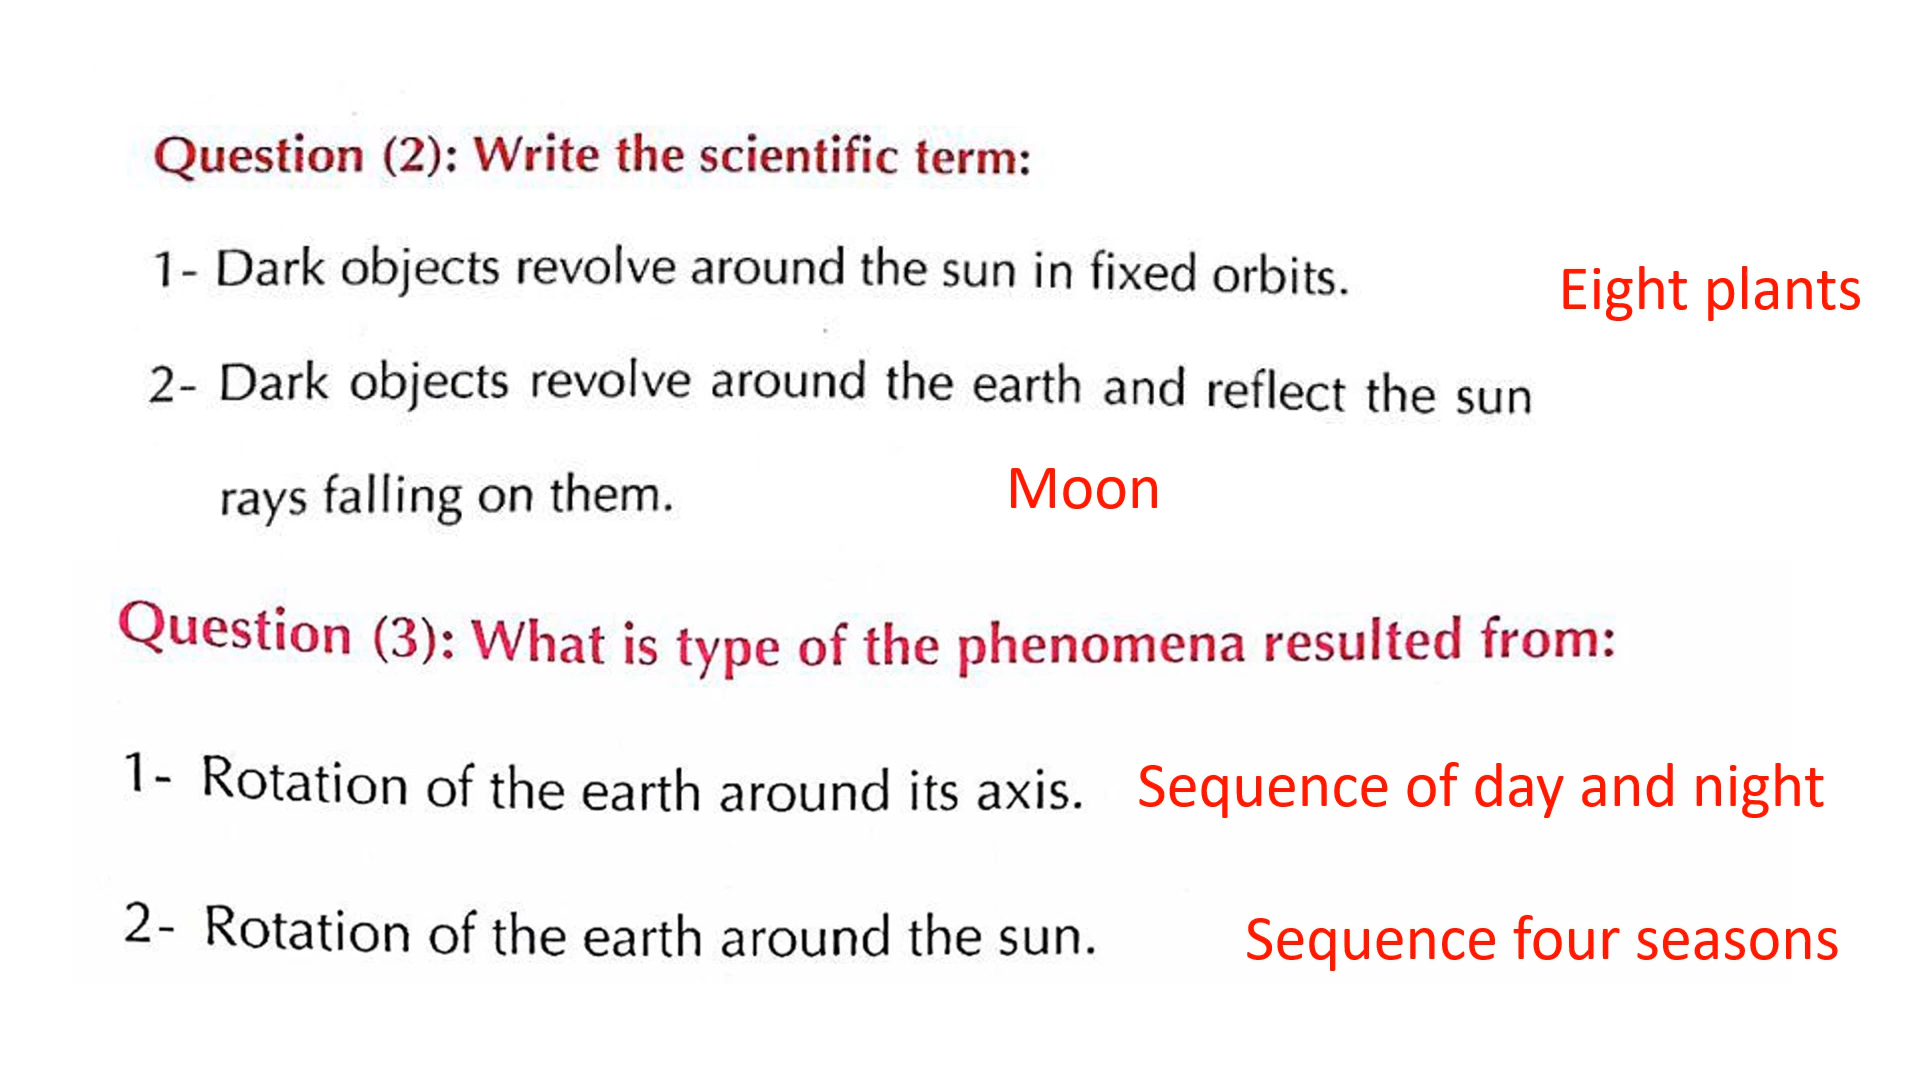 Question (2): Write the scientific term:
1- Dark objects revolve around the sun in fixed orbits.
Eight plants
2- Dark objects revolve around the earth and reflect the sun
rays falling on them.
Moon
Question (3): What is type of the phenomena resulted from:
1- Rotation of the earth around its axis.
Sequence of day and night
2- Rotation of the earth around the sun.
Sequence four seasons